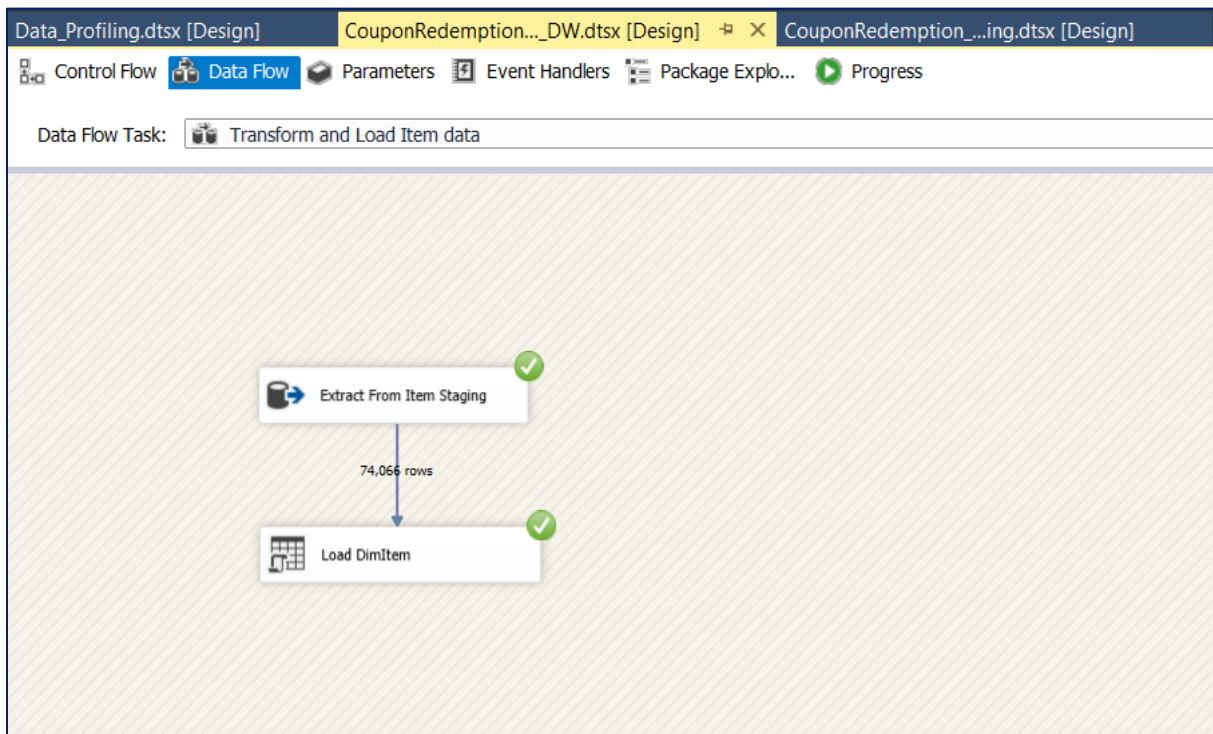 Data_Profiling.dtsx [Design] CouponRedemption..._DW.dtsx [Design] CouponRedemption_...ing.dtsx [Design]
Control Flow Data Flow Parameters Event Handlers Package Explo... Progress
Data Flow Task: Transform and Load Item data
Extract From Item Staging
74,066 rows
Load DimItem